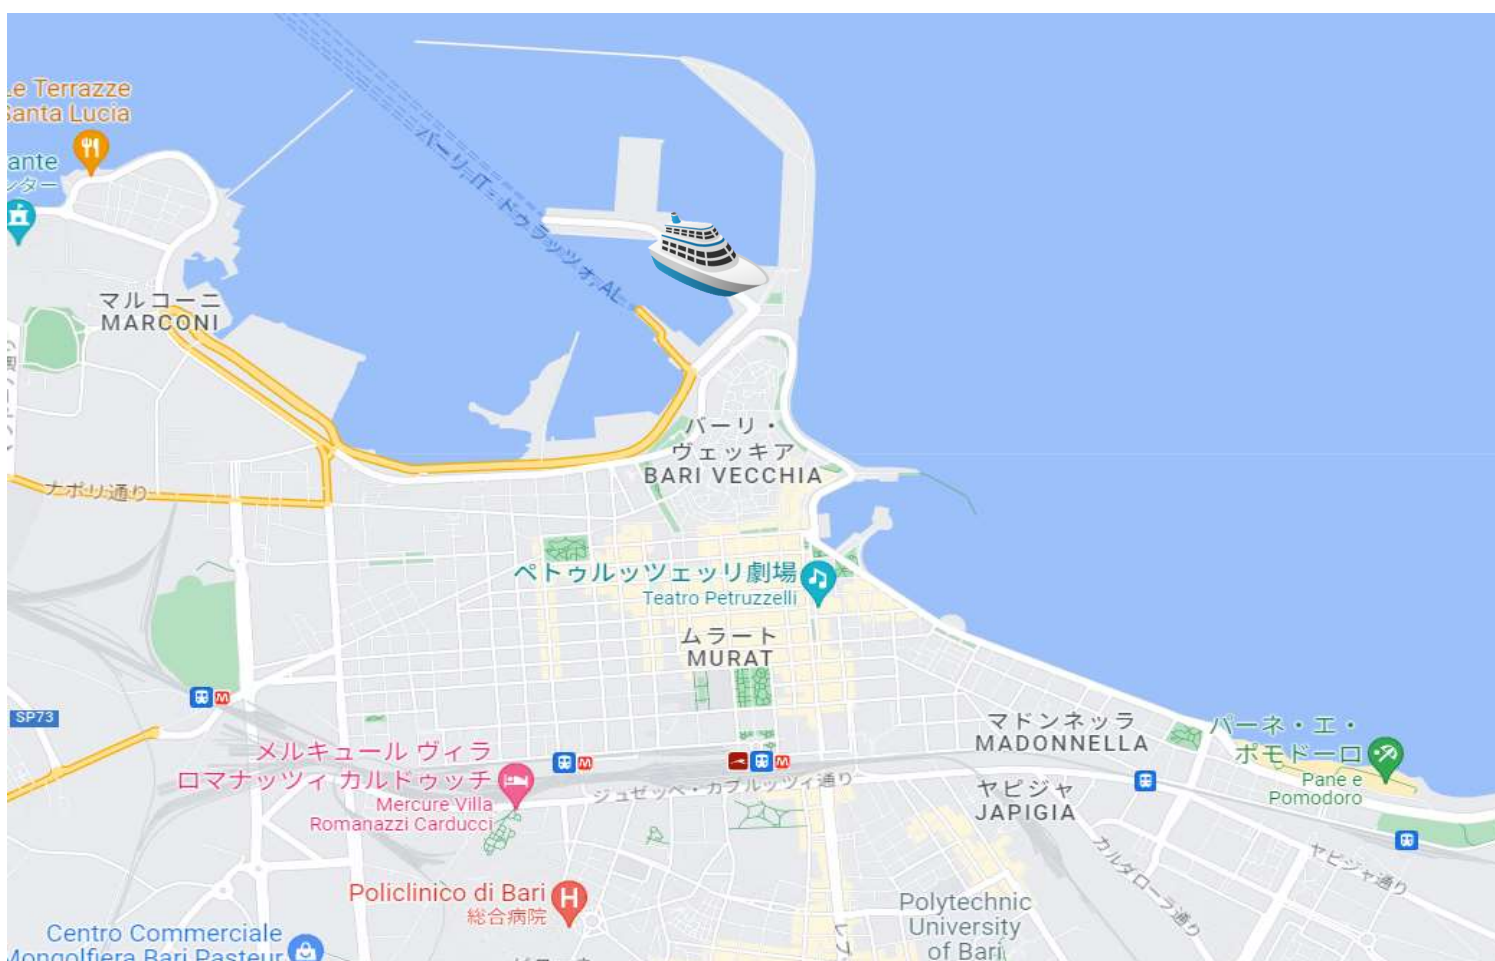 Le Terrazze
Santa Lucia
ante
ンター
バーリ, IT - ドゥラッツォ, AL
マルコーニ
MARCONI
バーリ・
ヴェッキア
BARI VECCHIA
ナポリ通り
ペトゥルッツェッリ劇場
Teatro Petruzzelli
ムラート
MURAT
SP73
マドンネッラ
MADONNELLA
パーネ・エ・
ポモドーロ
Pane e
Pomodoro
メルキュール ヴィラ
ロマナッツィ カルドゥッチ
Mercure Villa
Romanazzi Carducci
ジュゼッペ・カプルッツィ通り
ヤピジャ
JAPIGIA
カルダローラ通り
ヤピジャ通り
Policlinico di Bari
総合病院
Polytechnic
University
of Bari
Centro Commerciale
Mongolfiera Bari Pasteur